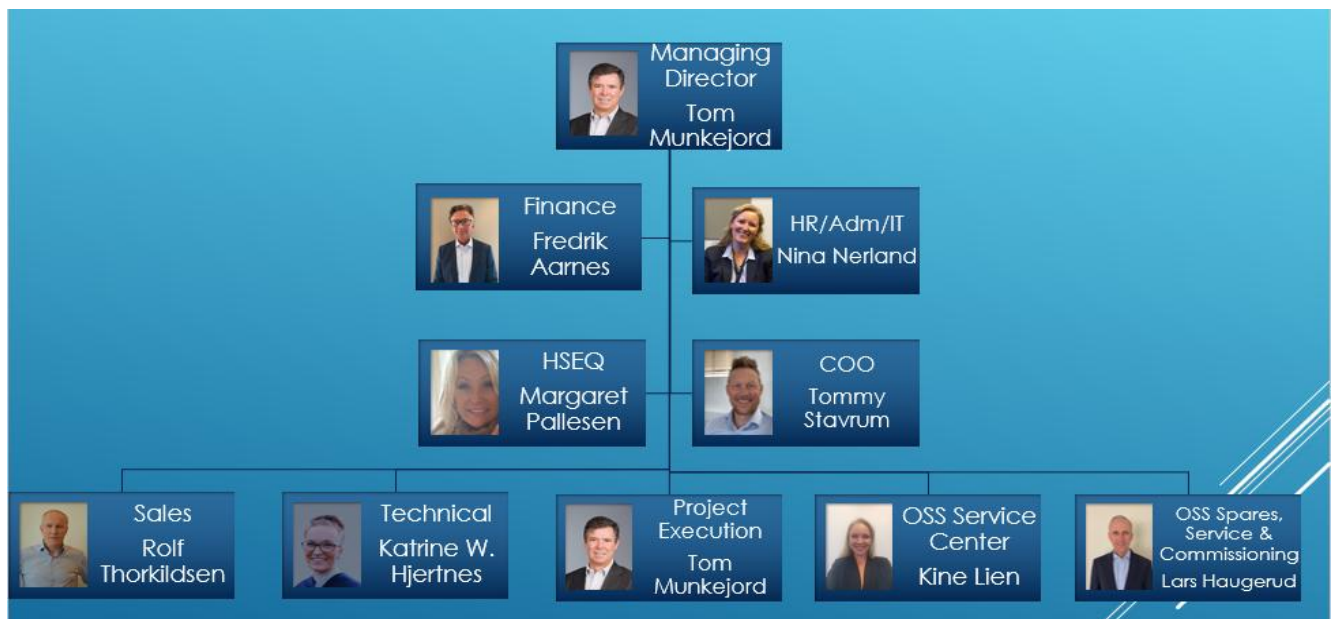 Managing
Director
Tom
Munkejord
Finance
Fredrik
Aarnes
HR/Adm/IT
Nina Nerland
HSEQ
Margaret
Pallesen
COO
Tommy
Stavrum
Sales
Rolf
Thorkildsen
Technical
Katrine W.
Hjertnes
Project
Execution
Tom
Munkejord
OSS Service
Center
Kine Lien
OSS Spares,
Service &
Commissioning
Lars Haugerud